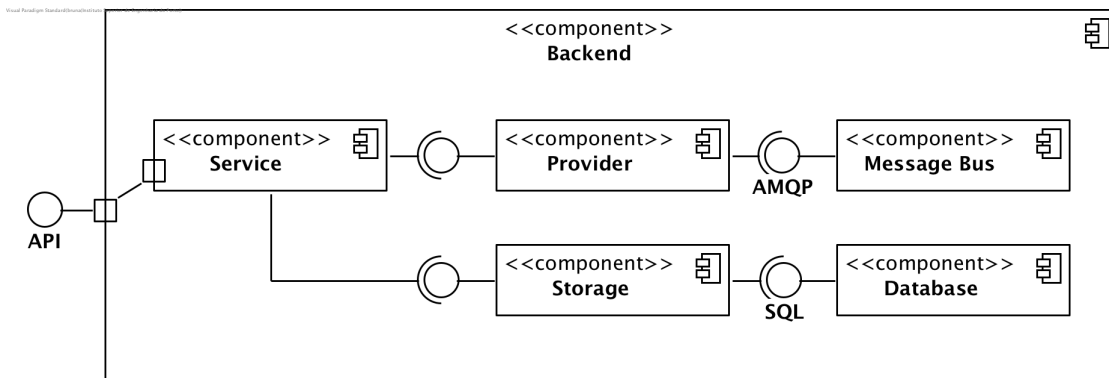 <<component>>
Backend
<<component>>
Service
<<component>>
Provider
<<component>>
Message Bus
AMQP
API
<<component>>
Storage
<<component>>
Database
SQL